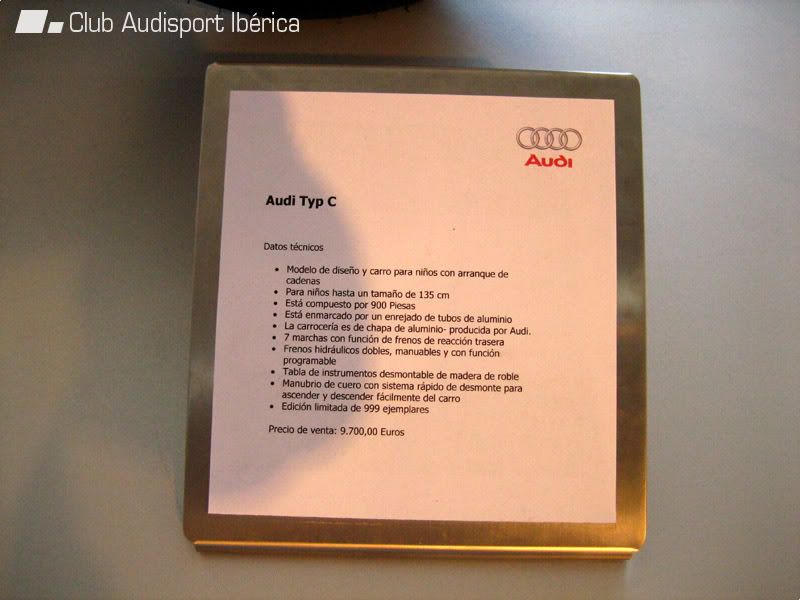 Club Audisport Ibérica
Audi
Audi Typ C
Datos técnicos
• Modelo de diseño y carro para niños con arranque de
cadenas
• Para niños hasta un tamaño de 135 cm
• Está compuesto por 900 Piesas
• Está enmarcado por un enrejado de tubos de aluminio
• La carrocería es de chapa de aluminio- producida por Audi.
• 7 marchas con función de frenos de reacción trasera
• Frenos hidráulicos dobles, manuables y con función
programable
• Tabla de instrumentos desmontable de madera de roble
• Manubrio de cuero con sistema rápido de desmonte para
ascender y descender fácilmente del carro
• Edición limitada de 999 ejemplares
Precio de venta: 9.700,00 Euros